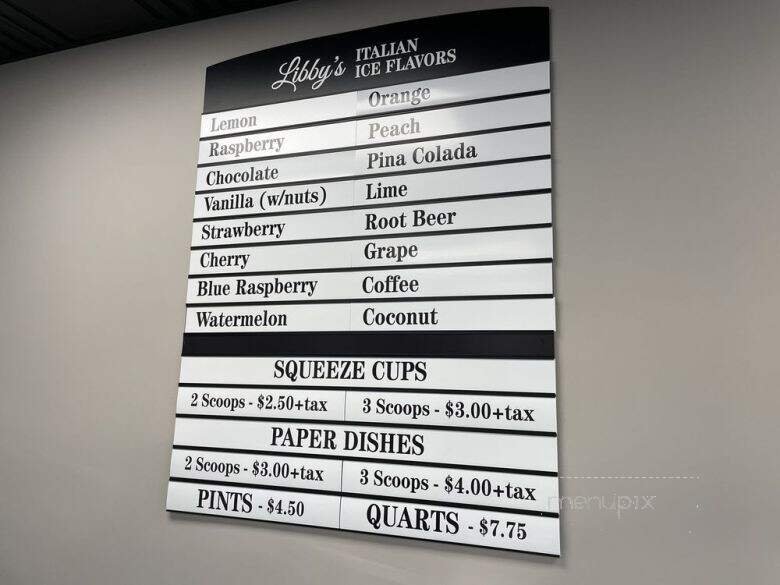 Libby's ITALIAN
ICE FLAVORS
Lemon Orange
Raspberry Peach
Chocolate Pina Colada
Vanilla (w/nuts) Lime
Strawberry Root Beer
Cherry Grape
Blue Raspberry Coffee
Watermelon Coconut
SQUEEZE CUPS
2 Scoops - $2.50+tax 3 Scoops - $3.00+tax
PAPER DISHES
2 Scoops - $3.00+tax 3 Scoops - $4.00+tax
PINTS - $4.50 QUARTS - $7.75
menupix